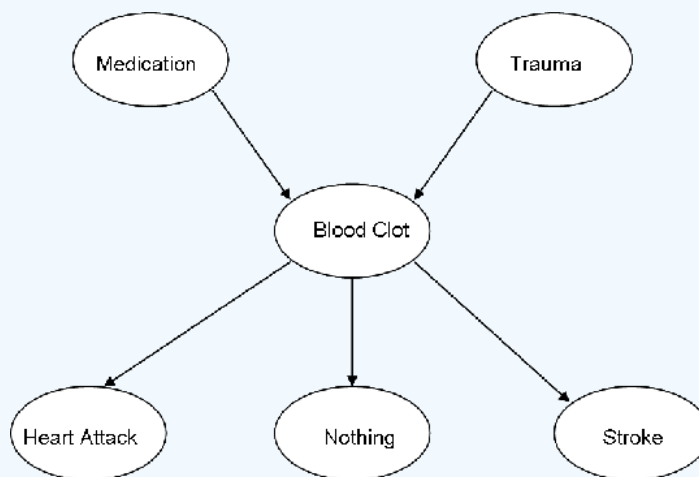 Medication
Trauma
Blood Clot
Heart Attack
Nothing
Stroke